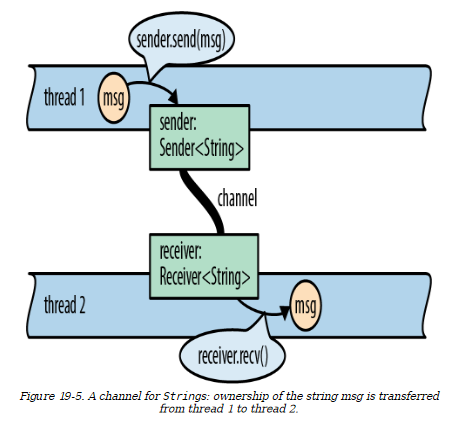 sender.send(msg)
thread 1
msg
sender:
Sender<String>
channel
receiver:
Receiver<String>
thread 2
msg
receiver.recv()
Figure 19-5. A channel for Strings: ownership of the string msg is transferred
from thread 1 to thread 2.